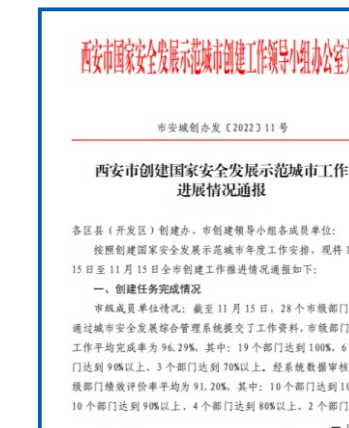 西安市国家安全发展示范城市创建工作领导小组办公室文
市安城创办发〔2022〕11号
西安市创建国家安全发展示范城市工作
进展情况通报
各区县（开发区）创建办、市创建领导小组各成员单位：
按照创建国家安全发展示范城市年度工作安排，现将1
15日至11月15日全市创建工作推进情况通报如下：
一、创建任务完成情况
市级成员单位情况：截至11月15日，28个市级部门
通过城市安全发展综合管理系统提交了工作资料，市级部门
工作平均完成率为96.29%，其中：19个部门达到100%、6
门达到90%以上、3个部门达到70%以上。经系统数据审核
级部门绩效评价率平均为91.20%，其中：10个部门达到10
10个部门达到90%以上、4个部门达到80%以上、2个部门